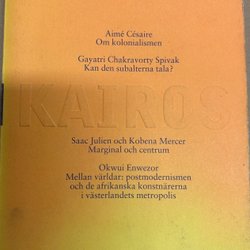 Aimé Césaire
Om kolonialismen
Gayatri Chakravorty Spivak
Kan den subalterna tala?
KAIROS
Saac Julien och Kobena Mercer
Marginal och centrum
Okwui Enwezor
Mellan världar: postmodernismen
och de afrikanska konstnärerna
i västerlandets metropolis